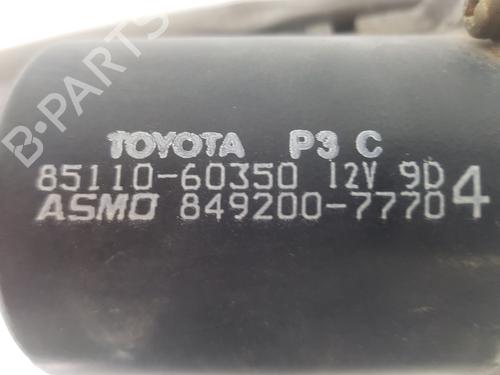 B-PARTS
TOYOTA P3 C
85110-60350 12V 9D
ASMO 849200-7770 4